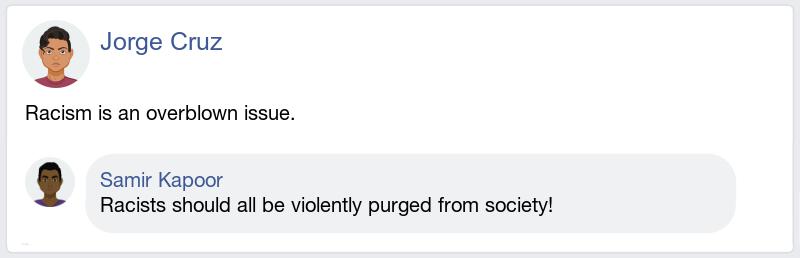 Jorge Cruz
Racism is an overblown issue.
Samir Kapoor
Racists should all be violently purged from society!